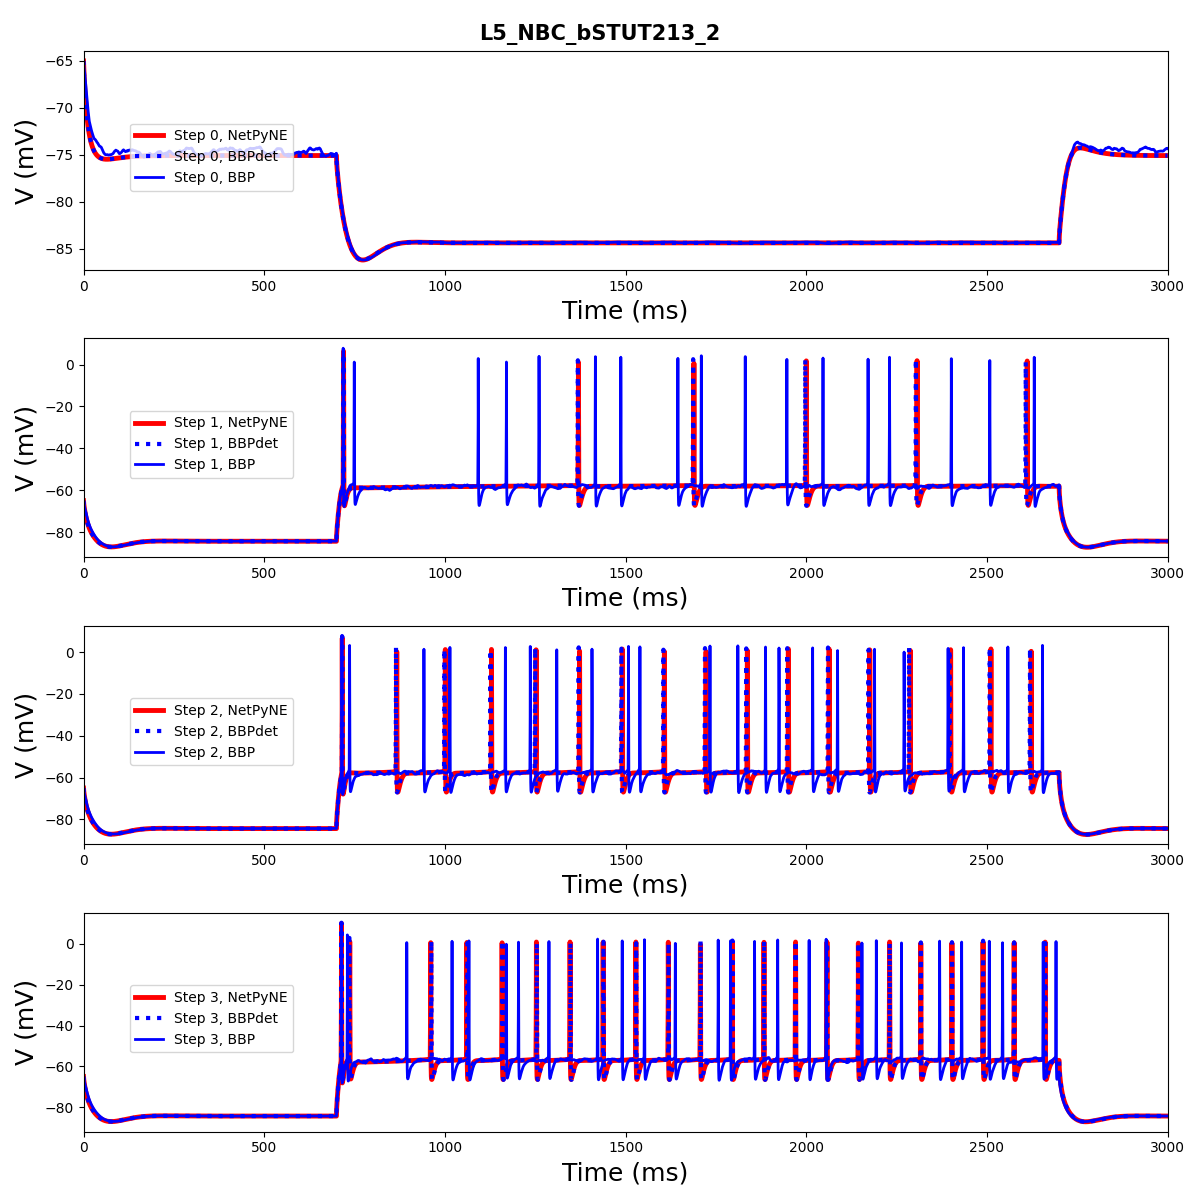 L5_NBC_bSTUT213_2
−65
−70
−75
−80
−85
V (mV)
Step 0, NetPyNE
Step 0, BBPdet
Step 0, BBP
0 500 1000 1500 2000 2500 3000
Time (ms)
0
−20
−40
−60
−80
V (mV)
Step 1, NetPyNE
Step 1, BBPdet
Step 1, BBP
0 500 1000 1500 2000 2500 3000
Time (ms)
0
−20
−40
−60
−80
V (mV)
Step 2, NetPyNE
Step 2, BBPdet
Step 2, BBP
0 500 1000 1500 2000 2500 3000
Time (ms)
0
−20
−40
−60
−80
V (mV)
Step 3, NetPyNE
Step 3, BBPdet
Step 3, BBP
0 500 1000 1500 2000 2500 3000
Time (ms)